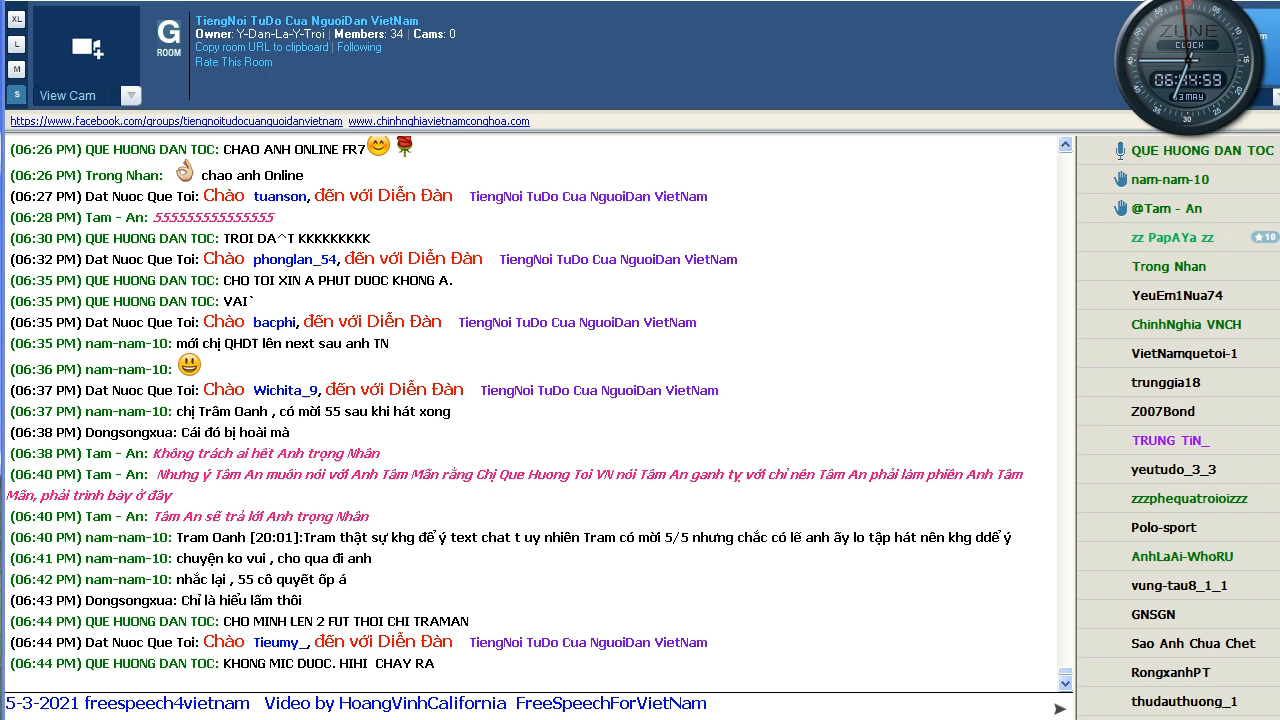 XL
L
M
S
View Cam
G
ROOM
TiengNoi TuDo Cua NguoiDan VietNam
Owner: Y-Dan-La-Y-Troi | Members: 34 | Cams: 0
Copy room URL to clipboard | Following
Rate This Room
ZUNE
CLOCK
06:44:59
03 MAY
https://www.facebook.com/groups/tiengnoitudocuanguoidanvietnam www.chinhnghiavietnamconghoa.com
(06:26 PM) QUE HUONG DAN TOC: CHAO ANH ONLINE FR7
(06:26 PM) Trong Nhan: chao anh Online
(06:27 PM) Dat Nuoc Que Toi: Chào tuanson, đến với Diễn Đàn TiengNoi TuDo Cua NguoiDan VietNam
(06:28 PM) Tam - An: 555555555555555
(06:30 PM) QUE HUONG DAN TOC: TROI DA^T KKKKKKKKK
(06:32 PM) Dat Nuoc Que Toi: Chào phonglan_54, đến với Diễn Đàn TiengNoi TuDo Cua NguoiDan VietNam
(06:35 PM) QUE HUONG DAN TOC: CHO TOI XIN A PHUT DUOC KHONG A.
(06:35 PM) QUE HUONG DAN TOC: VAI`
(06:35 PM) Dat Nuoc Que Toi: Chào bacphi, đến với Diễn Đàn TiengNoi TuDo Cua NguoiDan VietNam
(06:35 PM) nam-nam-10: mới chị QHDT lên next sau anh TN
(06:36 PM) nam-nam-10:
(06:37 PM) Dat Nuoc Que Toi: Chào Wichita_9, đến với Diễn Đàn TiengNoi TuDo Cua NguoiDan VietNam
(06:37 PM) nam-nam-10: chị Trâm Oanh , có mời 55 sau khi hát xong
(06:38 PM) Dongsongxua: Cái đó bị hoài mà
(06:38 PM) Tam - An: Không trách ai hết Anh trọng Nhân
(06:40 PM) Tam - An: Nhưng ý Tâm An muốn nói với Anh Tâm Mãn rằng Chị Que Huong Toi VN nói Tâm An ganh tỵ với chỉ nên Tâm An phải làm phiền Anh Tâm
Mãn, phải trình bày ở đây
(06:40 PM) Tam - An: Tâm An sẽ trả lới Anh trọng Nhân
(06:40 PM) nam-nam-10: Tram Oanh [20:01]:Tram thật sự khg để ý text chat t uy nhiên Tram có mời 5/5 nhưng chắc có lẽ anh ấy lo tập hát nên khg ddể ý
(06:41 PM) nam-nam-10: chuyện ko vui , cho qua đi anh
(06:42 PM) nam-nam-10: nhắc lại , 55 cô quyết ốp á
(06:43 PM) Dongsongxua: Chỉ là hiểu lầm thôi
(06:44 PM) QUE HUONG DAN TOC: CHO MINH LEN 2 FUT THOI CHI TRAMAN
(06:44 PM) Dat Nuoc Que Toi: Chào Tieumy_, đến với Diễn Đàn TiengNoi TuDo Cua NguoiDan VietNam
(06:44 PM) QUE HUONG DAN TOC: KHONG MIC DUOC. HIHI CHAY RA
5-3-2021 freespeech4vietnam Video by HoangVinhCalifornia FreeSpeechForVietNam
QUE HUONG DAN TOC
nam-nam-10
@Tam - An
zz PapAYa zz
10
Trong Nhan
YeuEm1Nua74
ChinhNghia VNCH
VietNamquetoi-1
trunggia18
Z007Bond
TRUNG TiN_
yeutudo_3_3
zzzphequatroioizzz
Polo-sport
AnhLaAi-WhoRU
vung-tau8_1_1
GNSGN
Sao Anh Chua Chet
RongxanhPT
thudauthuong_1